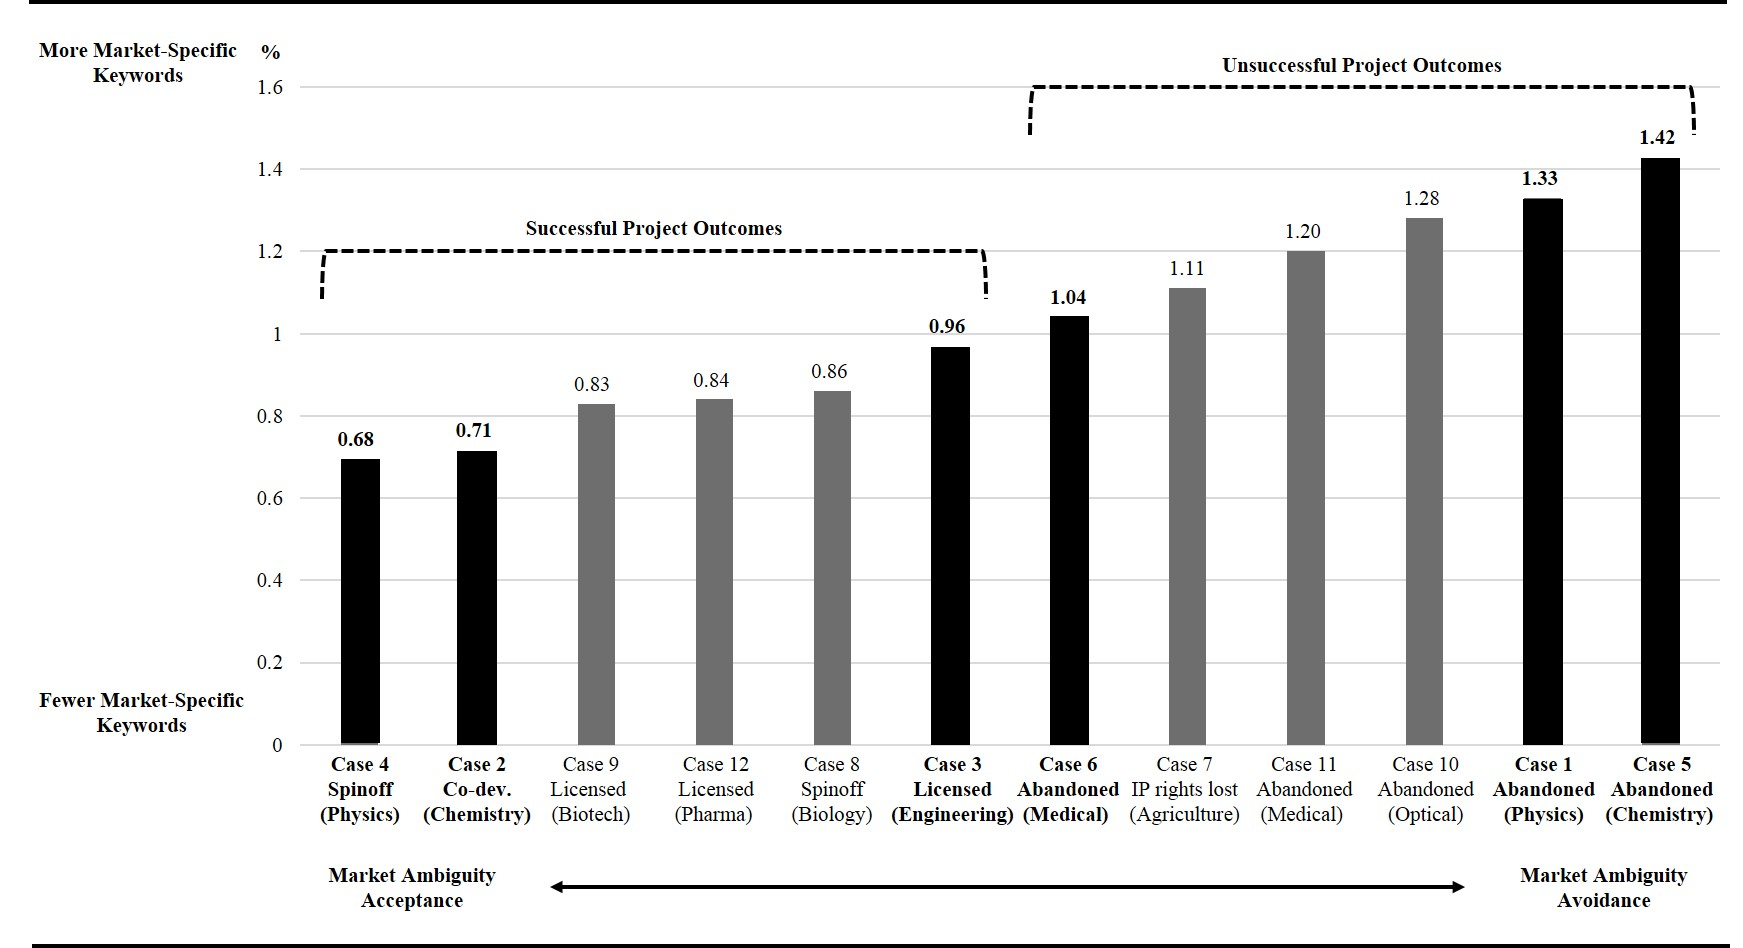 More Market-Specific
Keywords
%
Unsuccessful Project Outcomes
1.6
1.42
1.4
1.33
1.28
Successful Project Outcomes
1.20
1.2
1.11
1.04
1
0.96
0.86
0.84
0.83
0.8
0.71
0.68
0.6
0.4
0.2
Fewer Market-Specific
Keywords
0
Case 4
Spinoff
(Physics)
Case 2
Co-dev.
(Chemistry)
Case 9
Licensed
(Biotech)
Case 12
Licensed
(Pharma)
Case 8
Spinoff
(Biology)
Case 3
Licensed
(Engineering)
Case 6
Abandoned
(Medical)
Case 7
IP rights lost
(Agriculture)
Case 11
Abandoned
(Medical)
Case 10
Abandoned
(Optical)
Case 1
Abandoned
(Physics)
Case 5
Abandoned
(Chemistry)
Market Ambiguity
Acceptance
Market Ambiguity
Avoidance